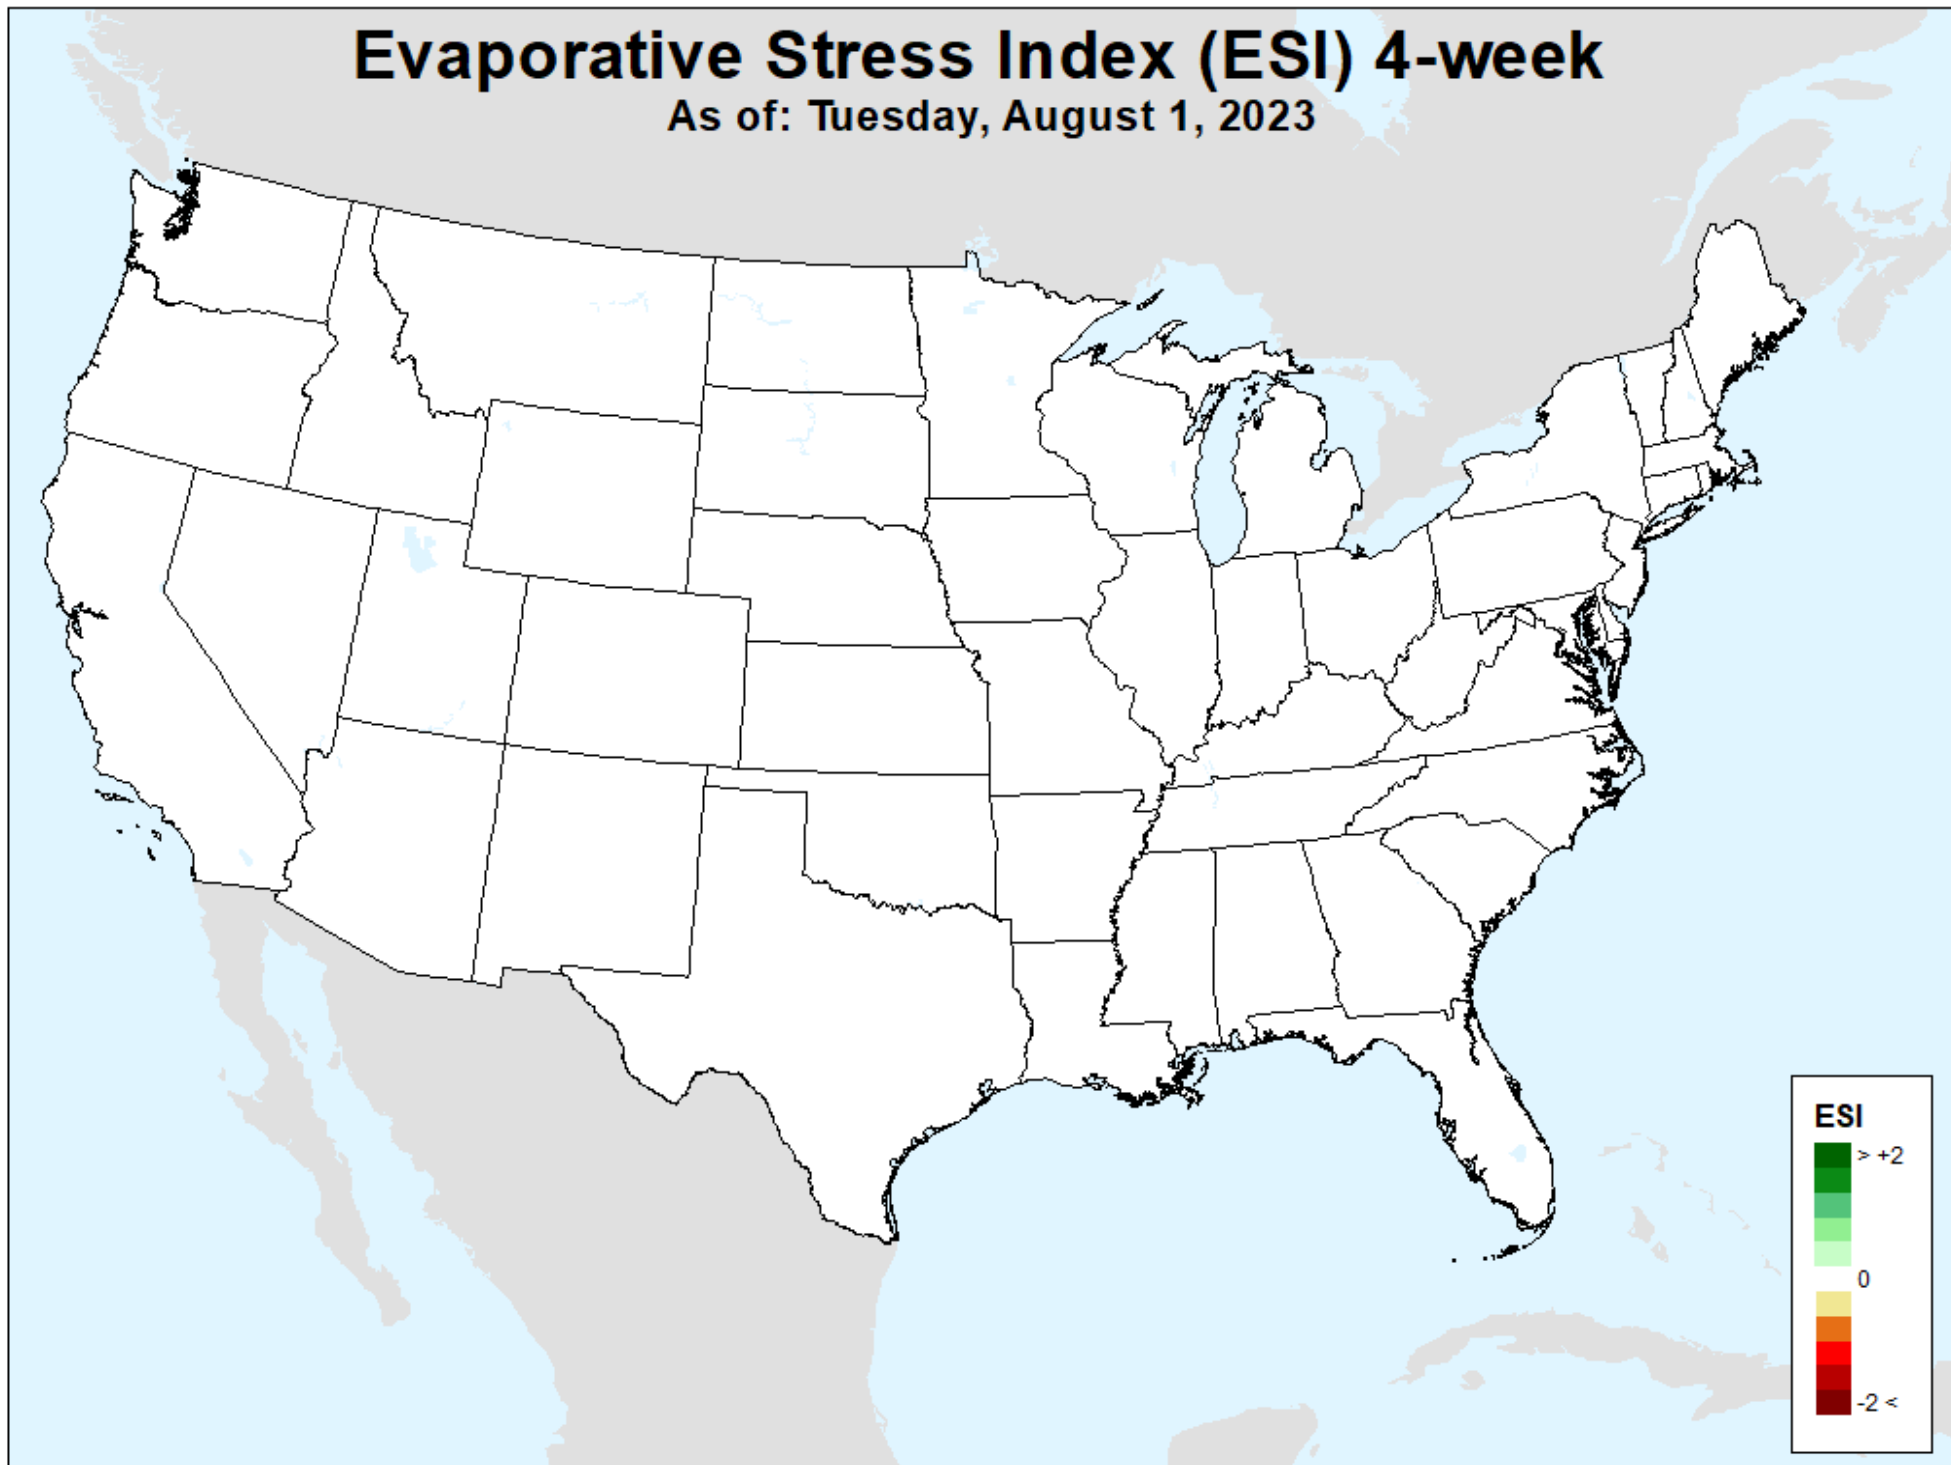 Evaporative Stress Index (ESI) 4-week
As of: Tuesday, August 1, 2023
ESI
> +2
0
-2 <